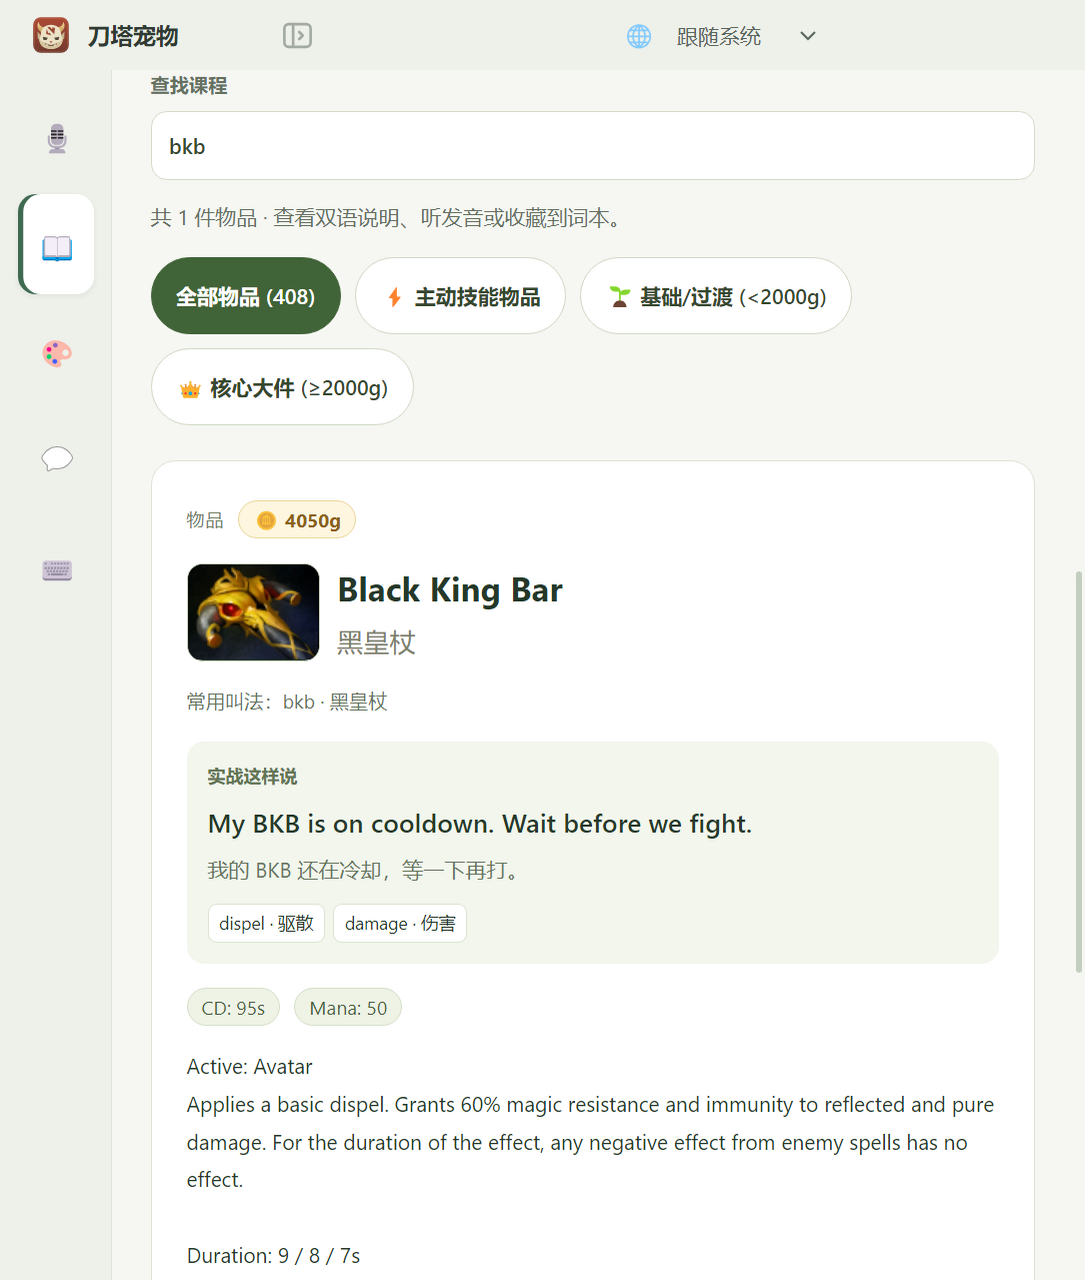 刀塔宠物
跟随系统
查找课程
bkb
共 1 件物品 · 查看双语说明、听发音或收藏到词本。
全部物品 (408)
主动技能物品
基础/过渡 (<2000g)
核心大件 (≥2000g)
物品
4050g
Black King Bar
黑皇杖
常用叫法：bkb · 黑皇杖
实战这样说
My BKB is on cooldown. Wait before we fight.
我的 BKB 还在冷却，等一下再打。
dispel · 驱散
damage · 伤害
CD: 95s
Mana: 50
Active: Avatar
Applies a basic dispel. Grants 60% magic resistance and immunity to reflected and pure
damage. For the duration of the effect, any negative effect from enemy spells has no
effect.
Duration: 9 / 8 / 7s